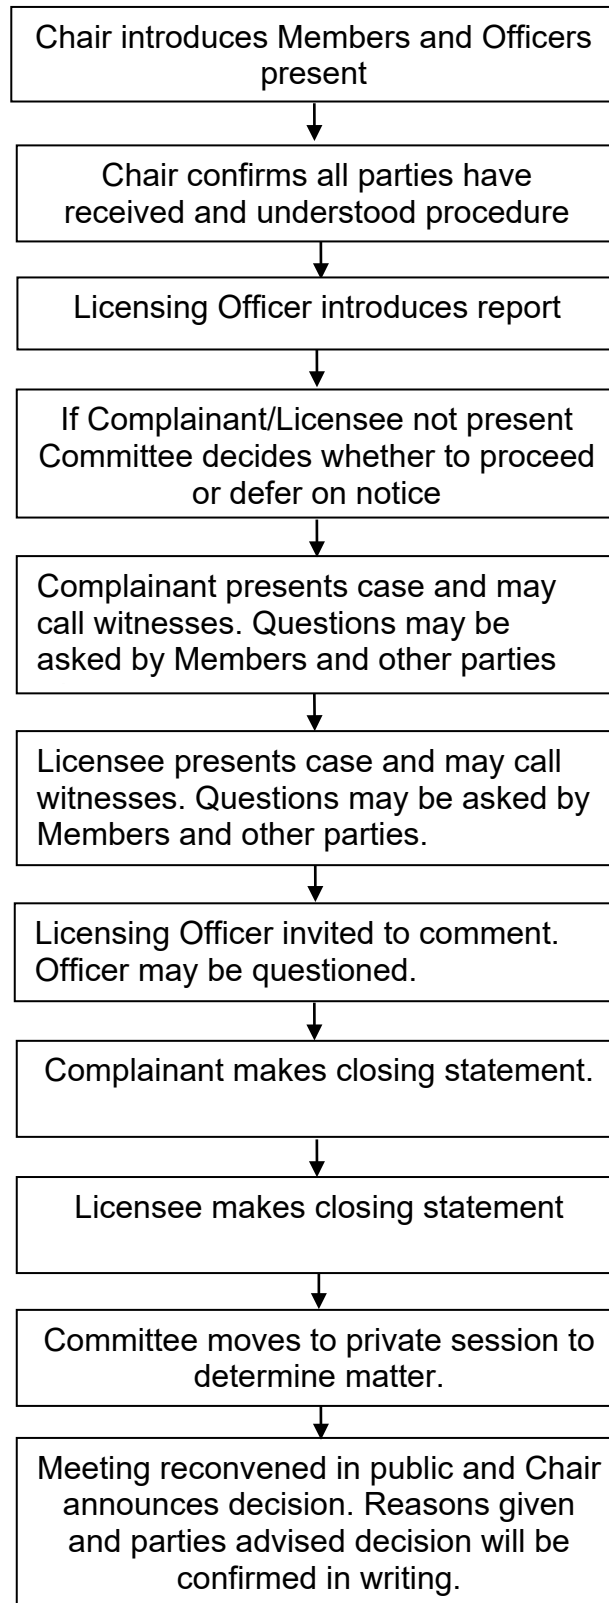 Chair introduces Members and Officers
present
Chair confirms all parties have
received and understood procedure
Licensing Officer introduces report
If Complainant/Licensee not present
Committee decides whether to proceed
or defer on notice
Complainant presents case and may
call witnesses. Questions may be
asked by Members and other parties
Licensee presents case and may call
witnesses. Questions may be asked by
Members and other parties.
Licensing Officer invited to comment.
Officer may be questioned.
Complainant makes closing statement.
Licensee makes closing statement
Committee moves to private session to
determine matter.
Meeting reconvened in public and Chair
announces decision. Reasons given
and parties advised decision will be
confirmed in writing.